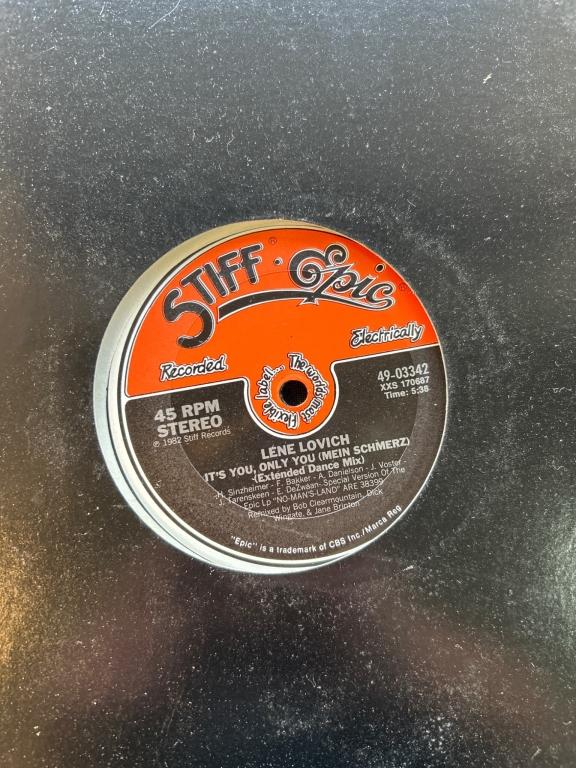 STIFF · Epic
Recorded
Electrically
The worlds most
flexible label...
49-03342
XXS 170687
Time: 5:38
45 RPM
STEREO
℗ 1982 Stiff Records
LENE LOVICH
IT'S YOU, ONLY YOU (MEIN SCHMERZ)
(Extended Dance Mix)
-H. Sinzheimer - F. Bakker - A. Danielson - J. Voster-
J. Tarenskeen - E. DeZwaan- Special Version Of The
Epic Lp "NO-MAN'S-LAND" ARE 38399
Remixed by Bob Clearmountain, Dick
Wingate, & Jane Brinton
"Epic" is a trademark of CBS Inc./Marca Reg